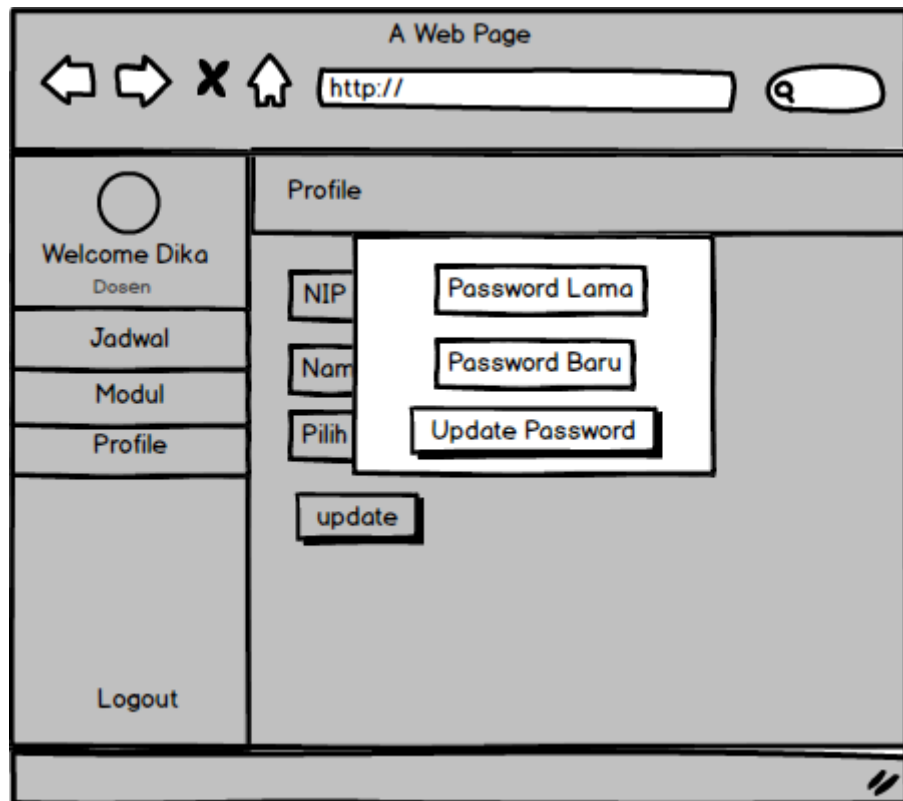 A Web Page
http://
Welcome Dika
Dosen
Jadwal
Modul
Profile
Logout
Profile
NIP
Nam
Pilih
update
Password Lama
Password Baru
Update Password